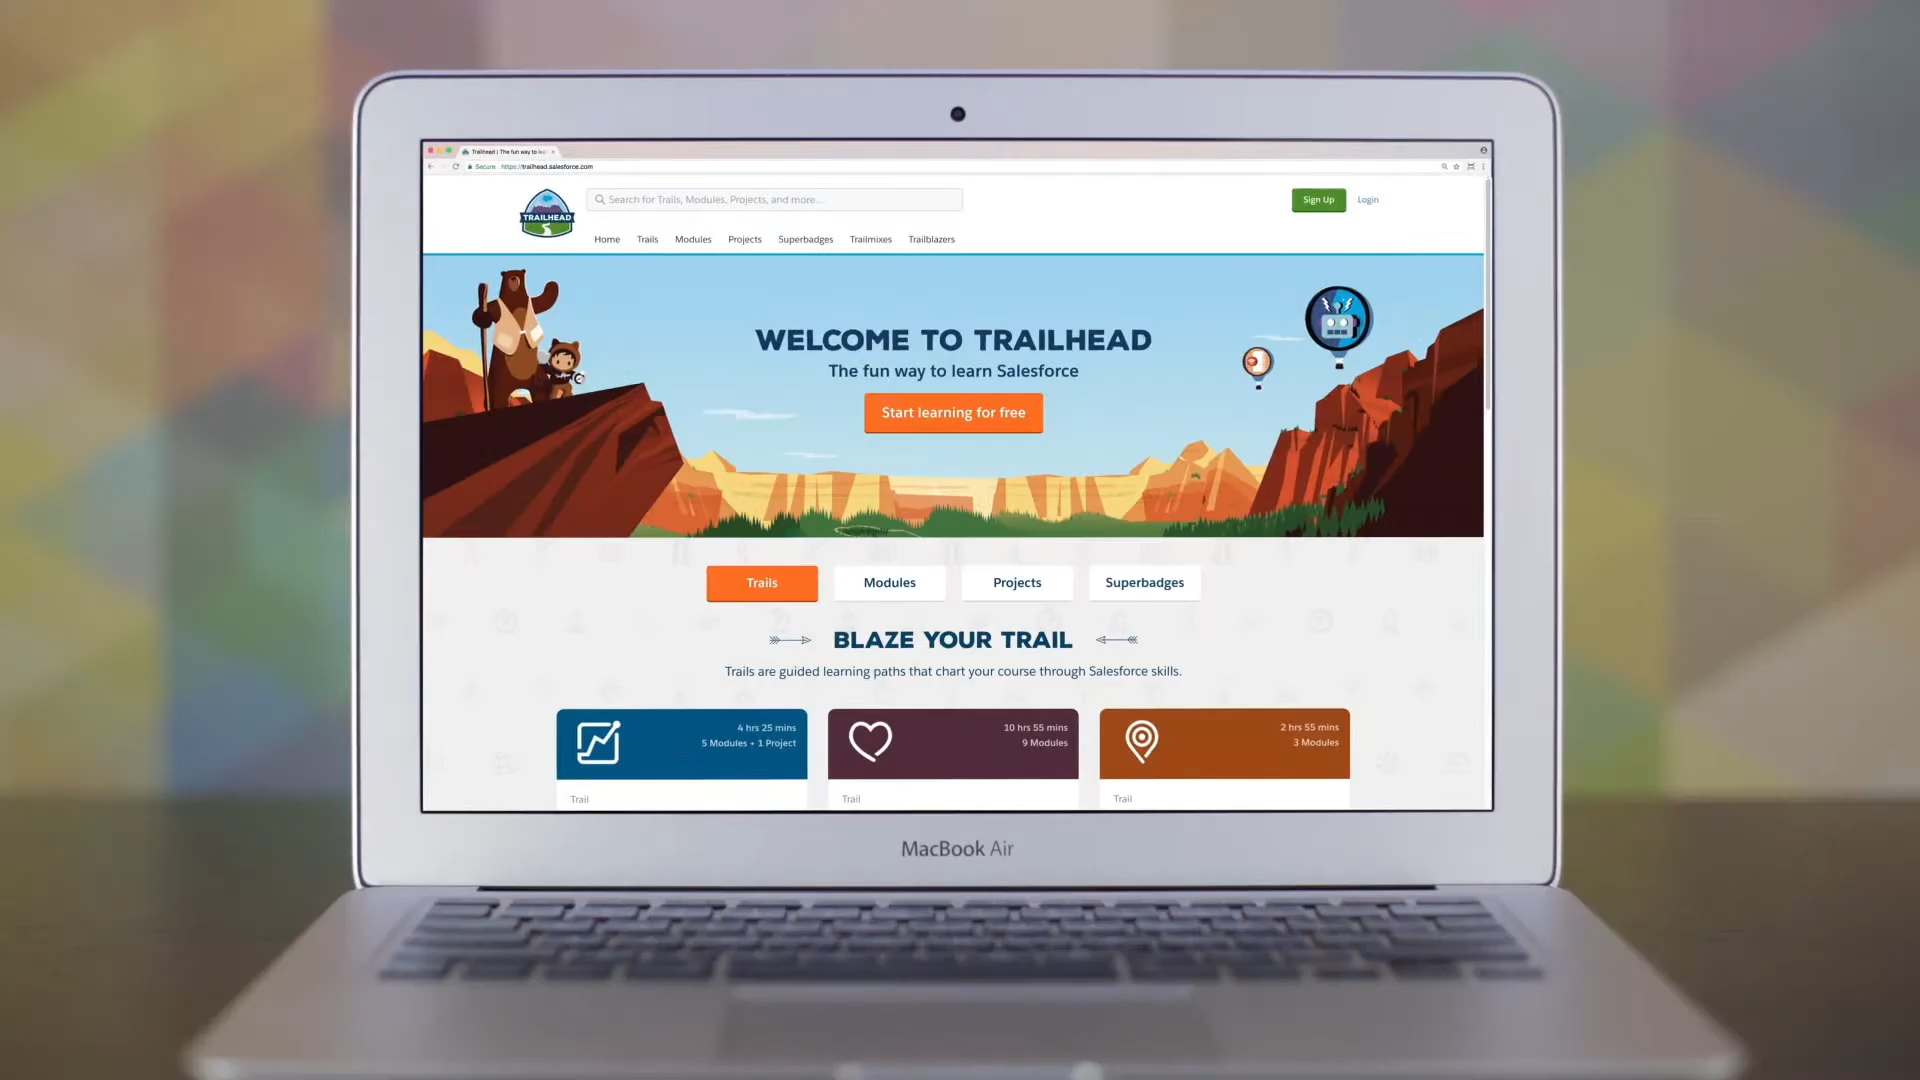 Trailhead | The fun way to lea
Secure https://trailhead.salesforce.com
TRAILHEAD
Search for Trails, Modules, Projects, and more...
Sign Up
Login
Home Trails Modules Projects Superbadges Trailmixes Trailblazers
WELCOME TO TRAILHEAD
The fun way to learn Salesforce
Start learning for free
Trails Modules Projects Superbadges
BLAZE YOUR TRAIL
Trails are guided learning paths that chart your course through Salesforce skills.
4 hrs 25 mins
5 Modules + 1 Project
Trail
10 hrs 55 mins
9 Modules
Trail
2 hrs 55 mins
3 Modules
Trail
MacBook Air